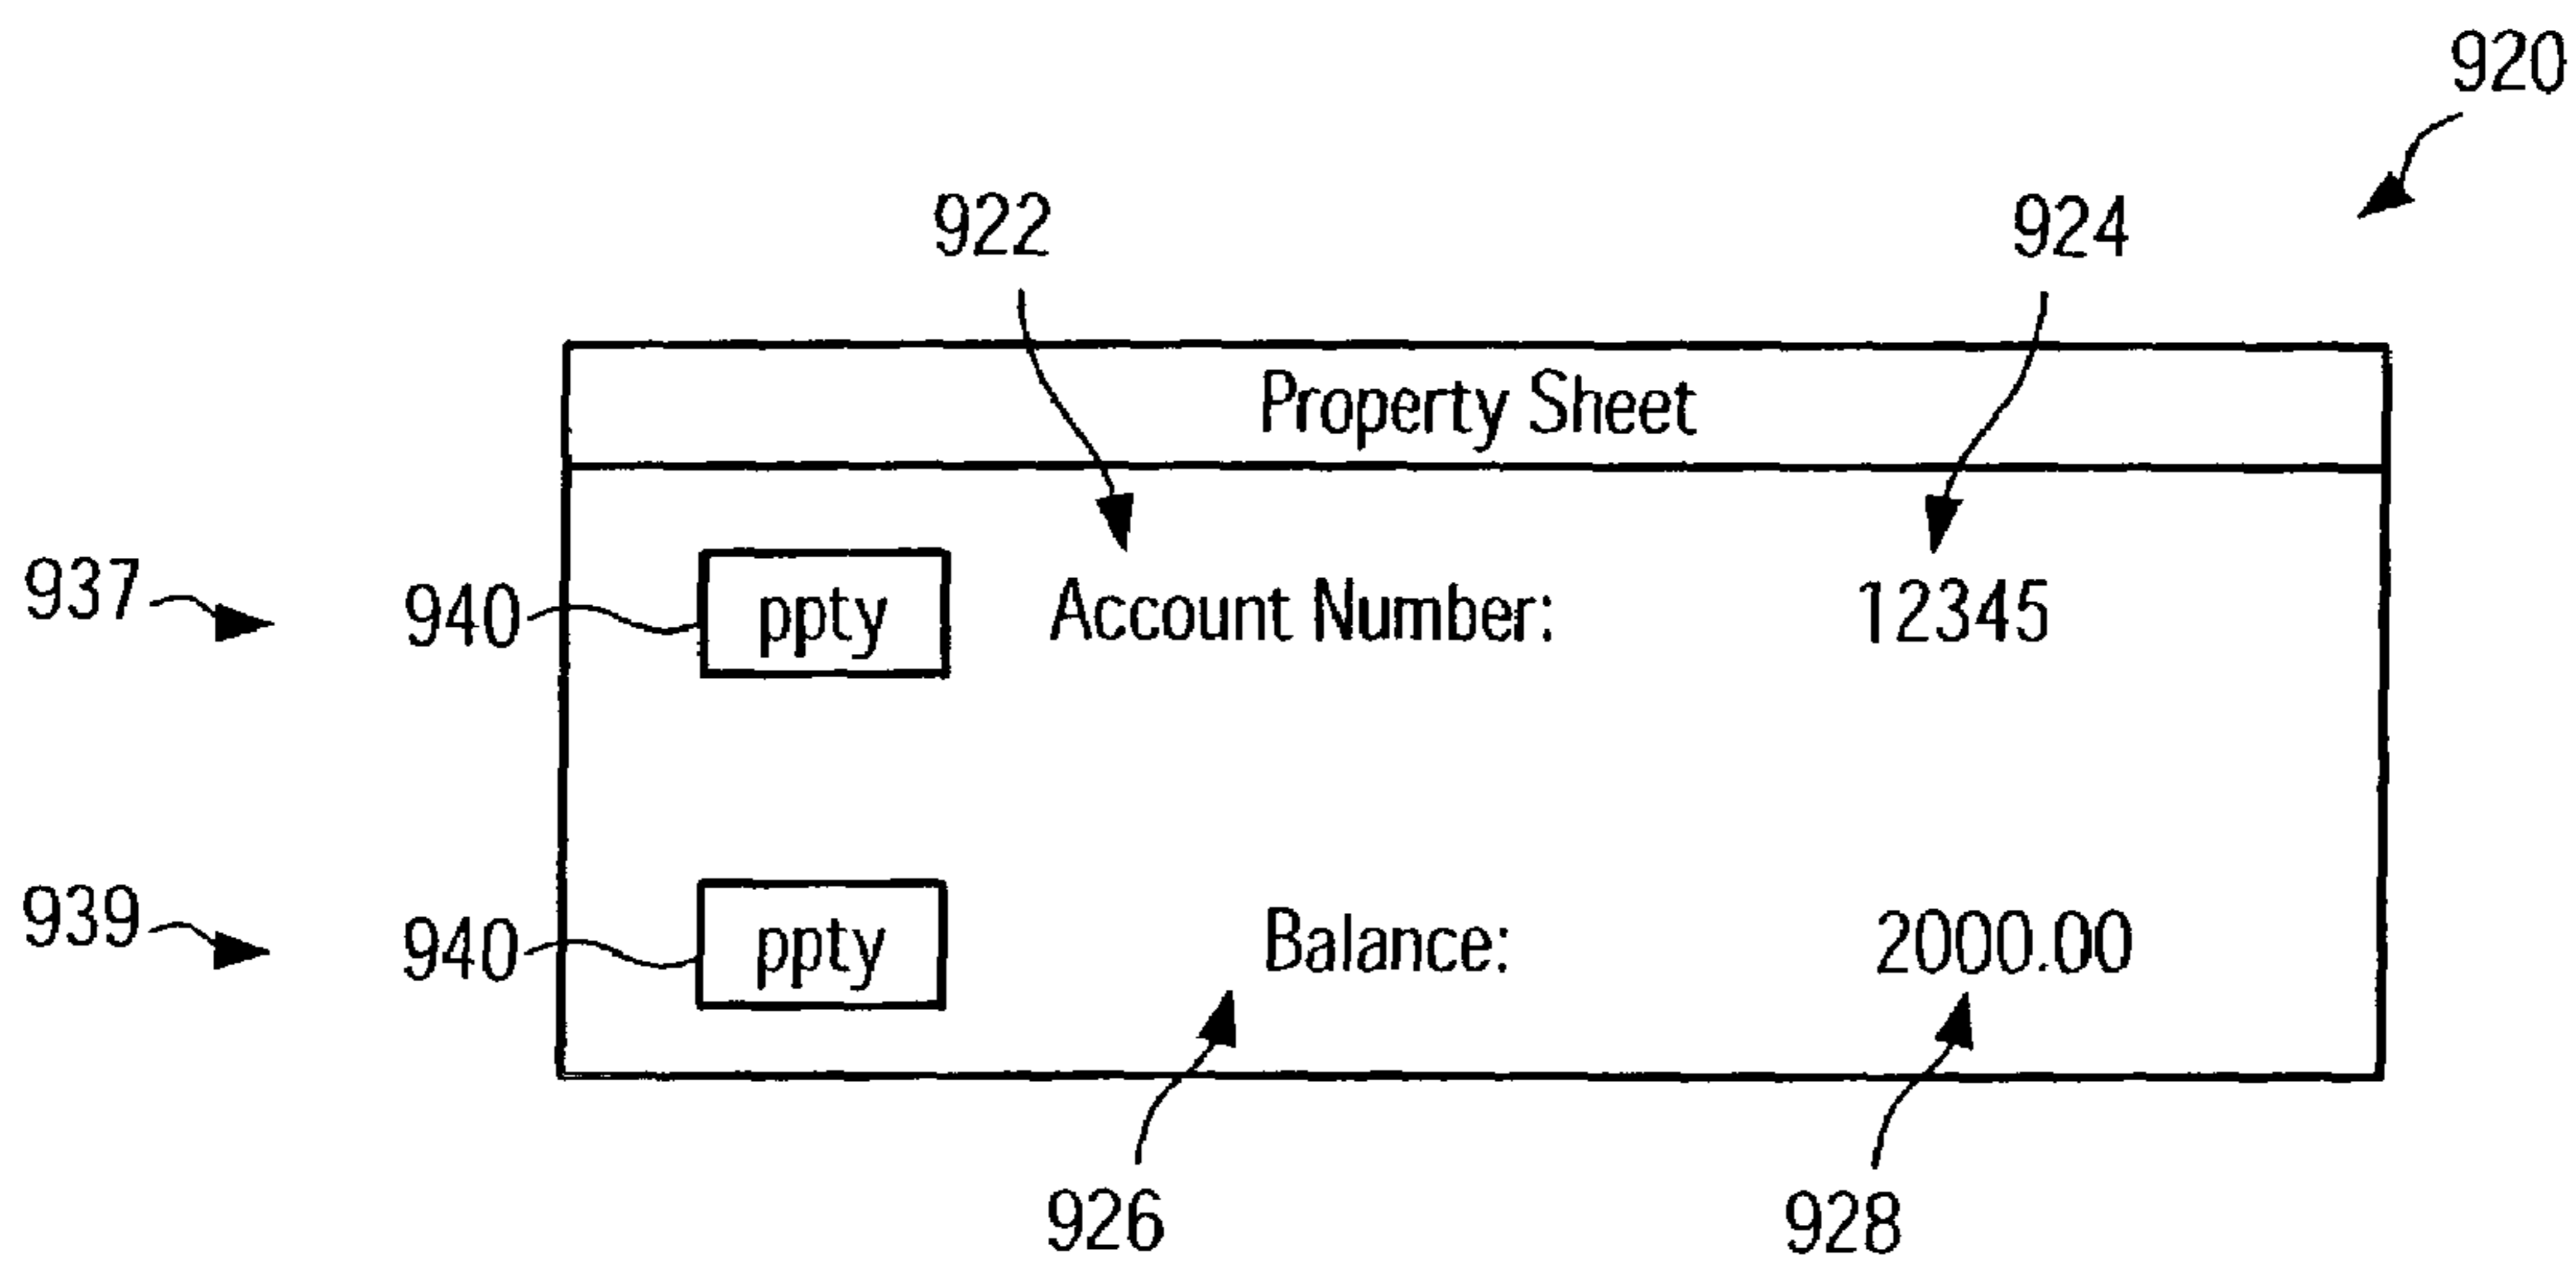 920
922 924
Property Sheet
937 940 ppty Account Number: 12345
939 940 ppty Balance: 2000.00
926 928